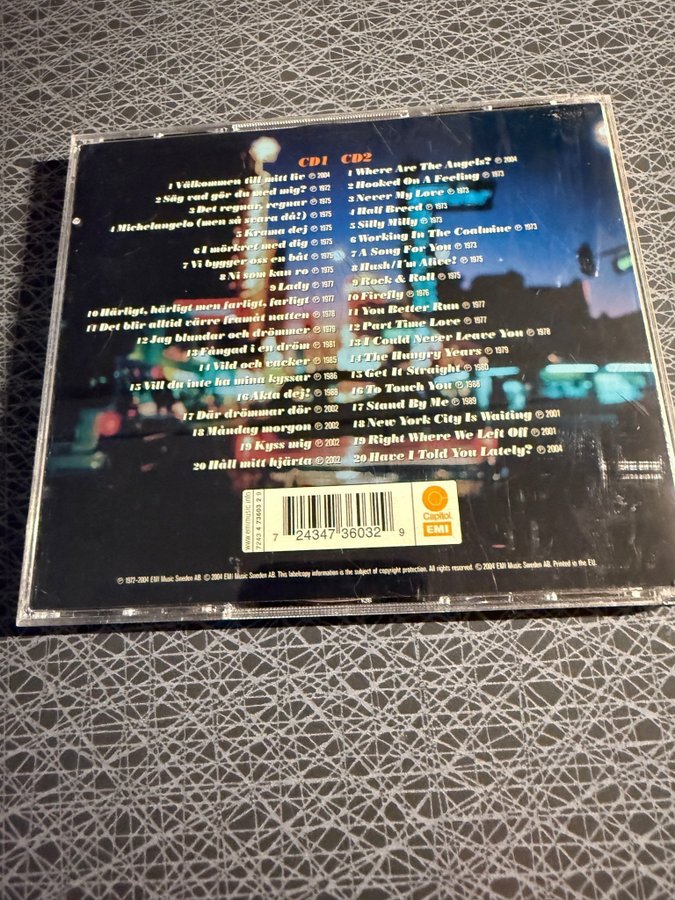 CD1
1 Välkommen till mitt liv ℗ 2004
2 Säg vad gör du med mig? ℗ 1972
3 Det regnar, regnar ℗ 1975
4 Michelangelo (men så svara då!) ℗ 1975
5 Krama dej ℗ 1975
6 I mörkret med dig ℗ 1975
7 Vi bygger oss en båt ℗ 1975
8 Ni som kan ro ℗ 1975
9 Lady ℗ 1977
10 Härligt, härligt men farligt, farligt ℗ 1977
11 Det blir alltid värre framåt natten ℗ 1978
12 Jag blundar och drömmer ℗ 1979
13 Fångad i en dröm ℗ 1981
14 Vild och vacker ℗ 1985
15 Vill du inte ha mina kyssar ℗ 1986
16 Akta dej! ℗ 1988
17 Där drömmar dör ℗ 2002
18 Måndag morgon ℗ 2002
19 Kyss mig ℗ 2002
20 Håll mitt hjärta ℗ 2002
CD2
1 Where Are The Angels? ℗ 2004
2 Hooked On A Feeling ℗ 1973
3 Never My Love ℗ 1973
4 Half Breed ℗ 1973
5 Silly Milly ℗ 1973
6 Working In The Coalmine ℗ 1973
7 A Song For You ℗ 1973
8 Hush/I'm Alive! ℗ 1975
9 Rock & Roll ℗ 1975
10 Firefly ℗ 1976
11 You Better Run ℗ 1977
12 Part Time Love ℗ 1977
13 I Could Never Leave You ℗ 1978
14 The Hungry Years ℗ 1979
15 Get It Straight ℗ 1980
16 To Touch You ℗ 1988
17 Stand By Me ℗ 1989
18 New York City Is Waiting ℗ 2001
19 Right Where We Left Off ℗ 2001
20 Have I Told You Lately? ℗ 2004
www.emimusic.info
7243 4 73603 2 9
7 24347 36032 9
Capitol
EMI
℗ 1972-2004 EMI Music Sweden AB. © 2004 EMI Music Sweden AB. This labelcopy information is the subject of copyright protection. All rights reserved. © 2004 EMI Music Sweden AB. Printed in the EU.